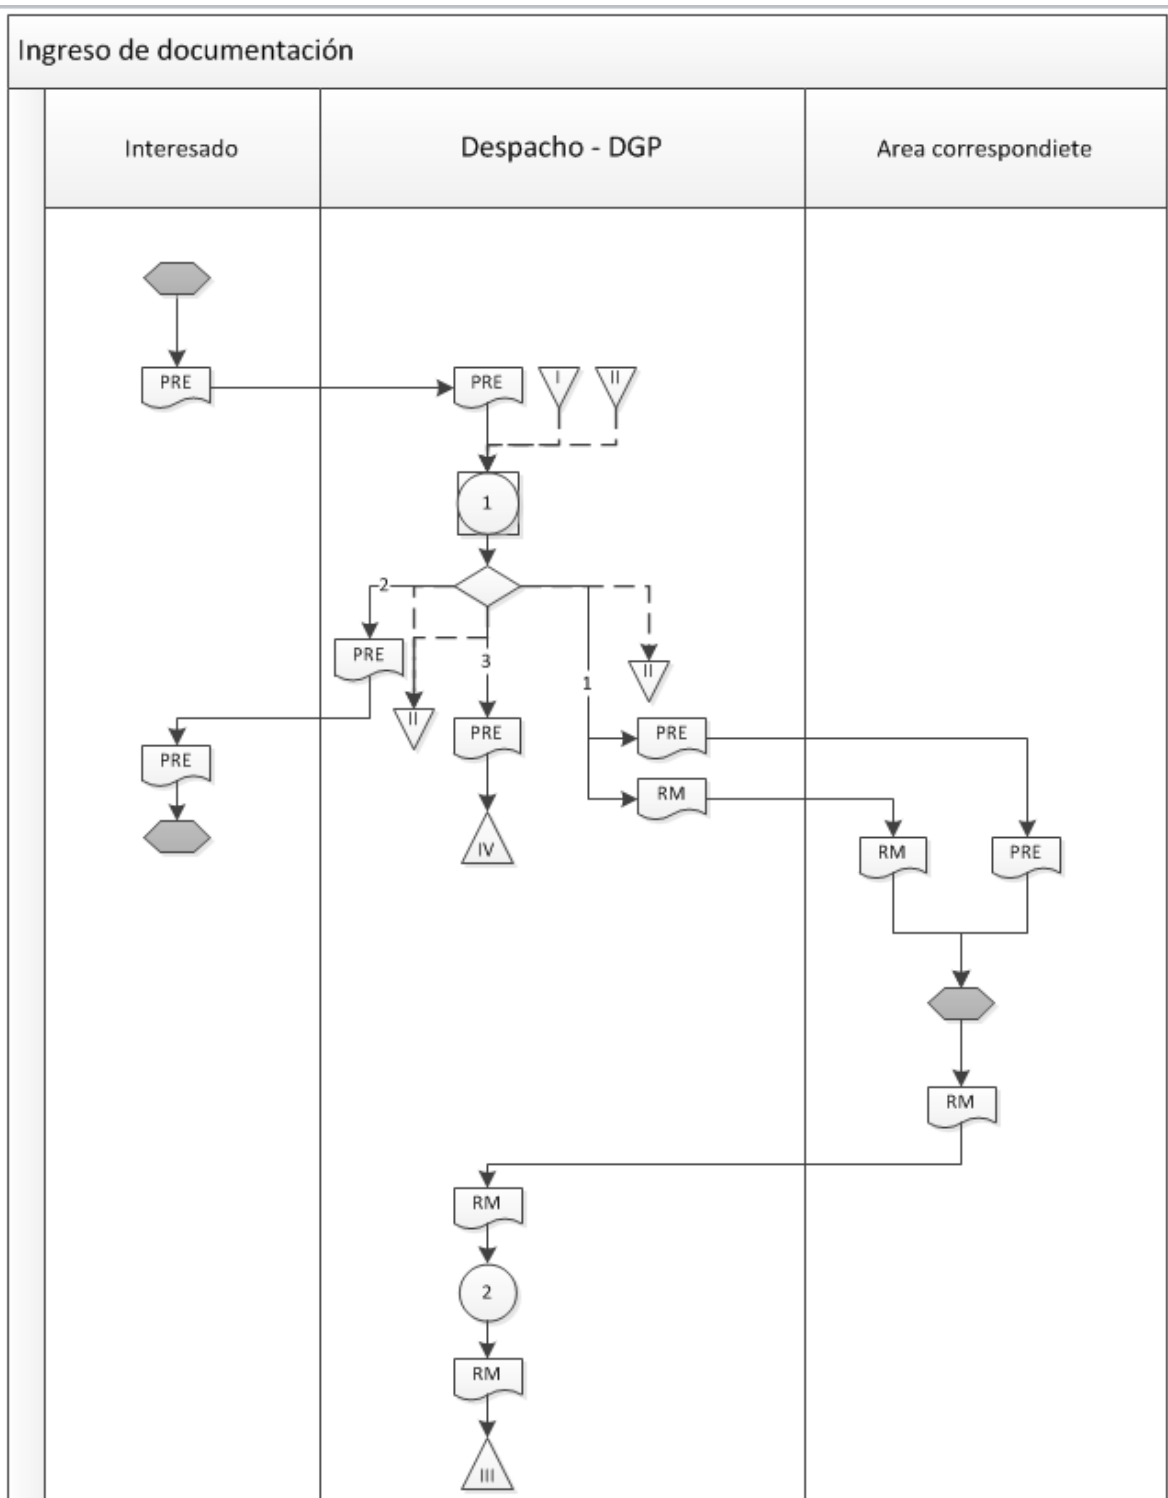 Ingreso de documentación
Interesado
Despacho - DGP
Area correspondiete
PRE
PRE
I
II
1
2
PRE
3
II
1
II
PRE
PRE
PRE
RM
IV
RM
PRE
RM
RM
2
RM
III